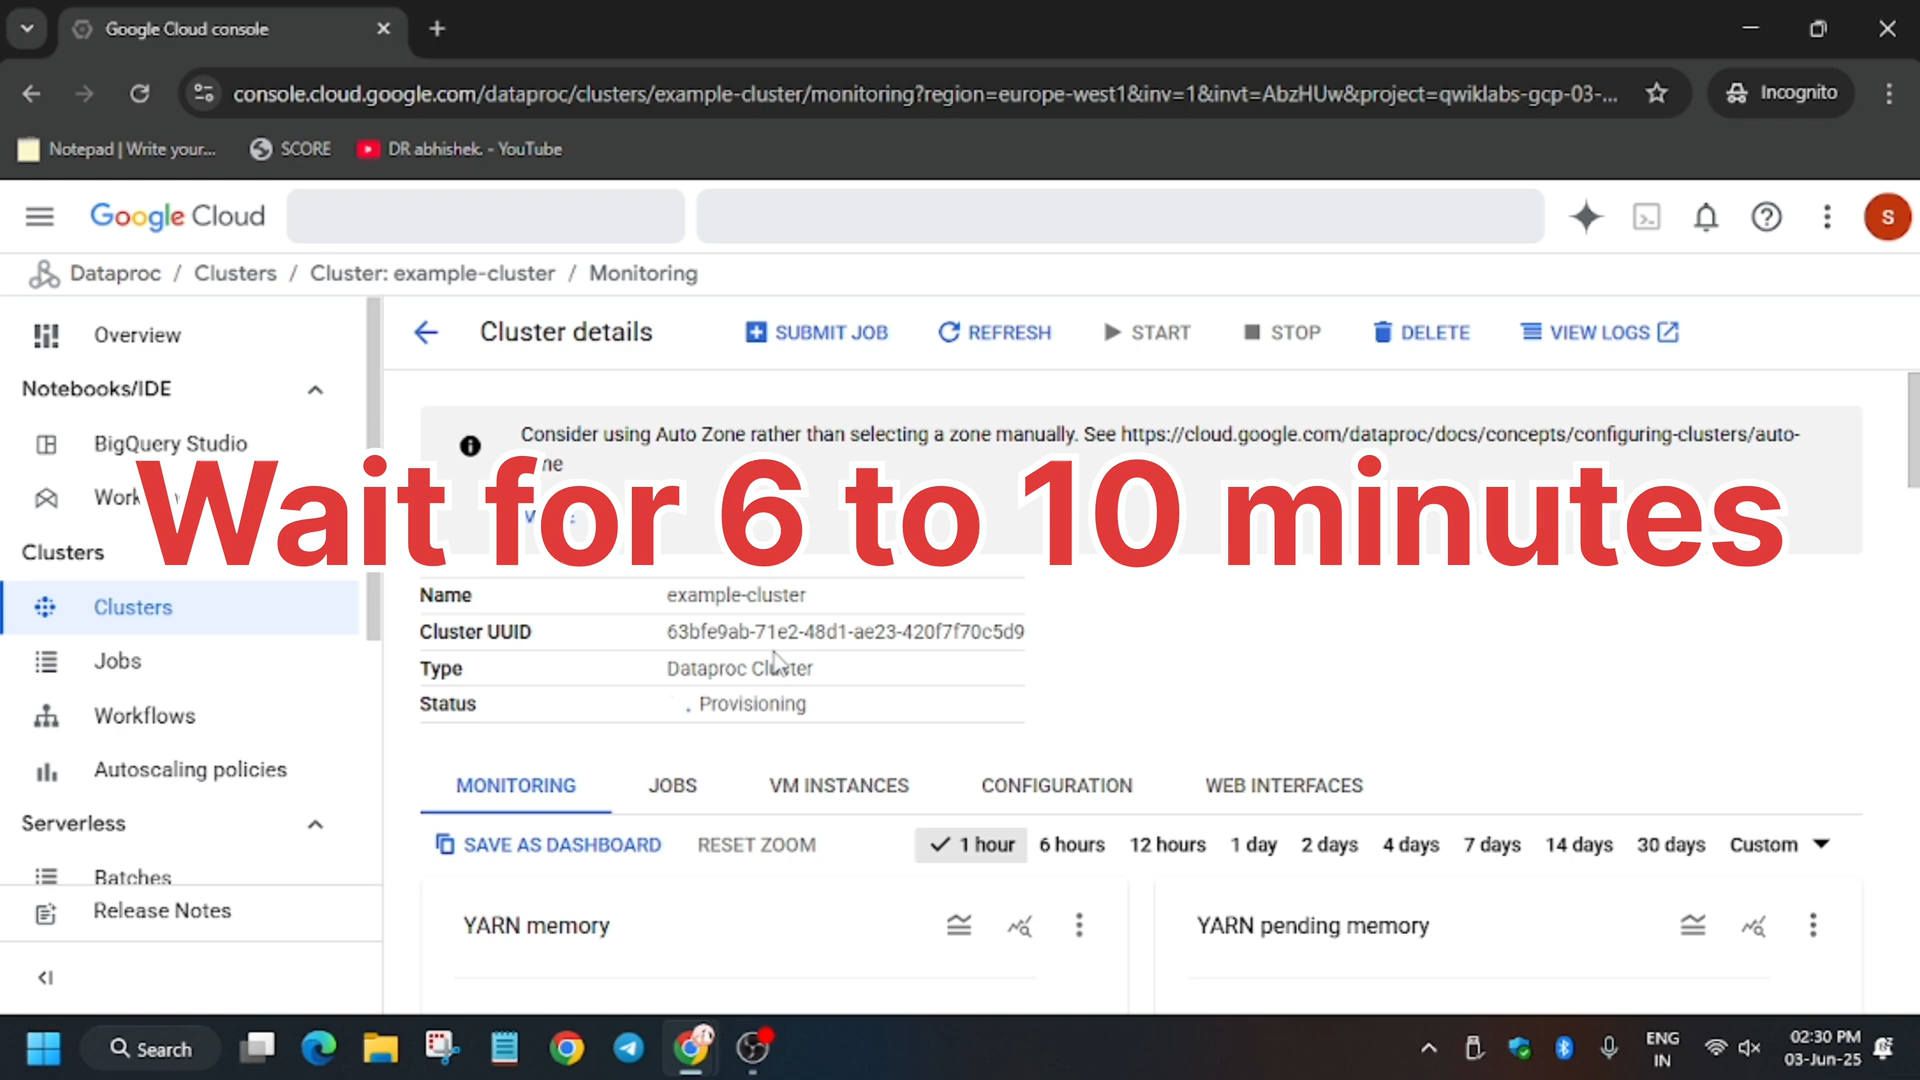 Google Cloud console
console.cloud.google.com/dataproc/clusters/example-cluster/monitoring?region=europe-west1&inv=1&invt=AbzHUw&project=qwiklabs-gcp-03-...
Incognito
Notepad | Write your...
SCORE
DR abhishek. - YouTube
Google Cloud
S
Dataproc / Clusters / Cluster: example-cluster / Monitoring
Overview
Notebooks/IDE
BigQuery Studio
Clusters
Clusters
Jobs
Workflows
Autoscaling policies
Serverless
Batches
Release Notes
Cluster details
SUBMIT JOB
REFRESH
START
STOP
DELETE
VIEW LOGS
Consider using Auto Zone rather than selecting a zone manually. See https://cloud.google.com/dataproc/docs/concepts/configuring-clusters/auto-
Wait for 6 to 10 minutes
Name example-cluster
Cluster UUID 63bfe9ab-71e2-48d1-ae23-420f7f70c5d9
Type Dataproc Cluster
Status Provisioning
MONITORING
JOBS
VM INSTANCES
CONFIGURATION
WEB INTERFACES
SAVE AS DASHBOARD
RESET ZOOM
1 hour
6 hours
12 hours
1 day
2 days
4 days
7 days
14 days
30 days
Custom
YARN memory
YARN pending memory
Search
ENG
IN
02:30 PM
03-Jun-25